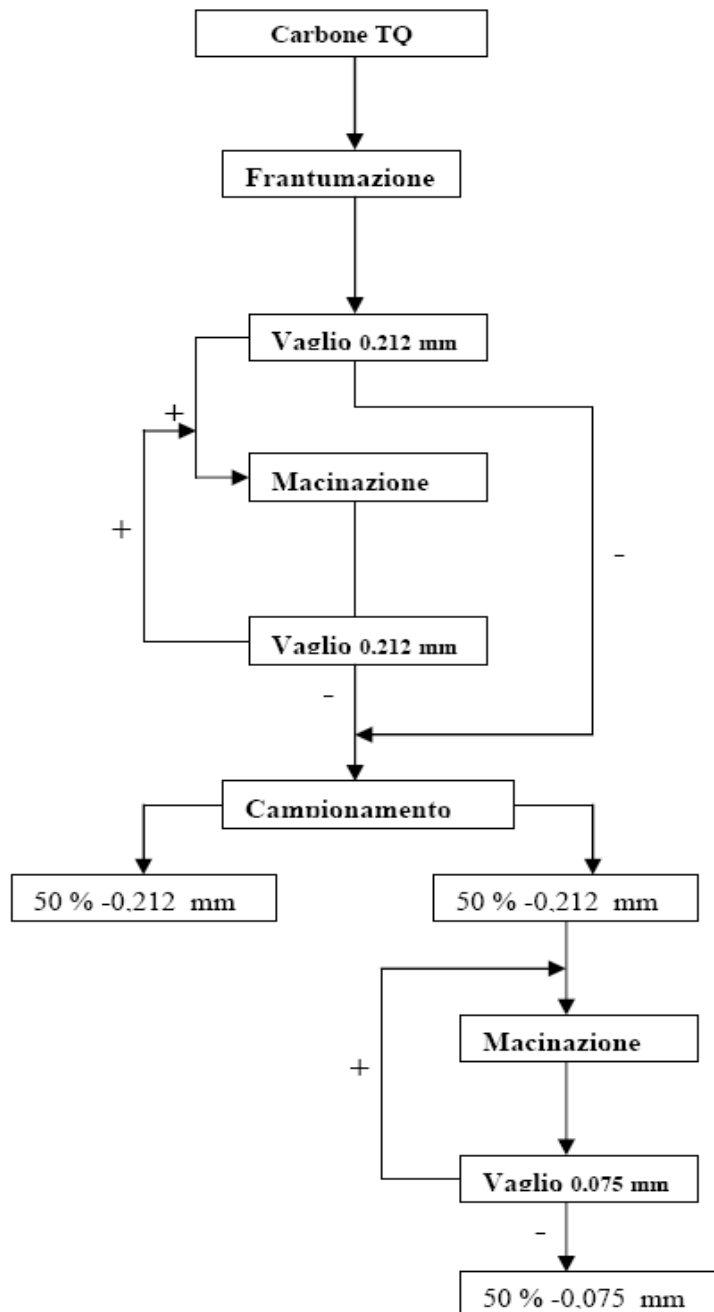 Carbone TQ
Frantumazione
Vaglio 0.212 mm
+
Macinazione
+
-
Vaglio 0.212 mm
-
Campionamento
50 % -0,212 mm
50 % -0,212 mm
Macinazione
+
Vaglio 0.075 mm
-
50 % -0,075 mm